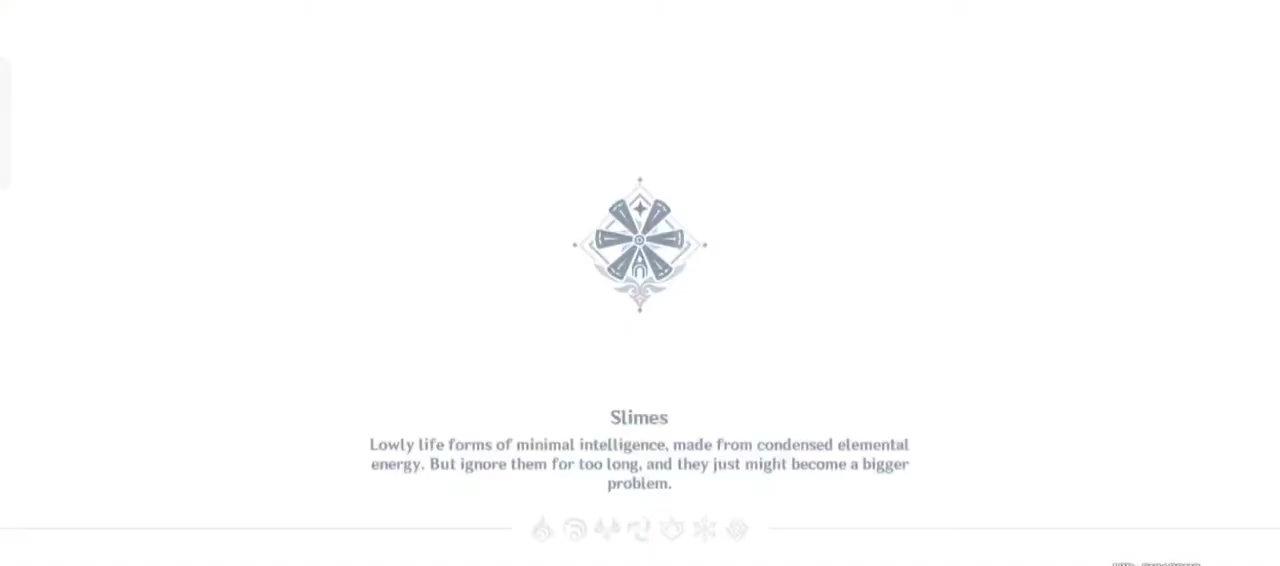 Slimes
Lowly life forms of minimal intelligence, made from condensed elemental
energy. But ignore them for too long, and they just might become a bigger
problem.